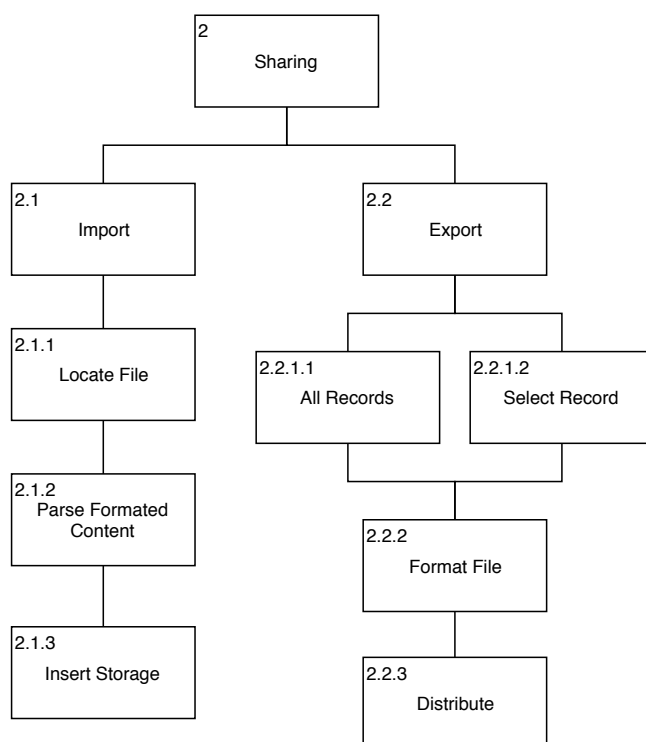 2
Sharing
2.1
Import
2.2
Export
2.1.1
Locate File
2.2.1.1
All Records
2.2.1.2
Select Record
2.1.2
Parse Formated
Content
2.2.2
Format File
2.1.3
Insert Storage
2.2.3
Distribute